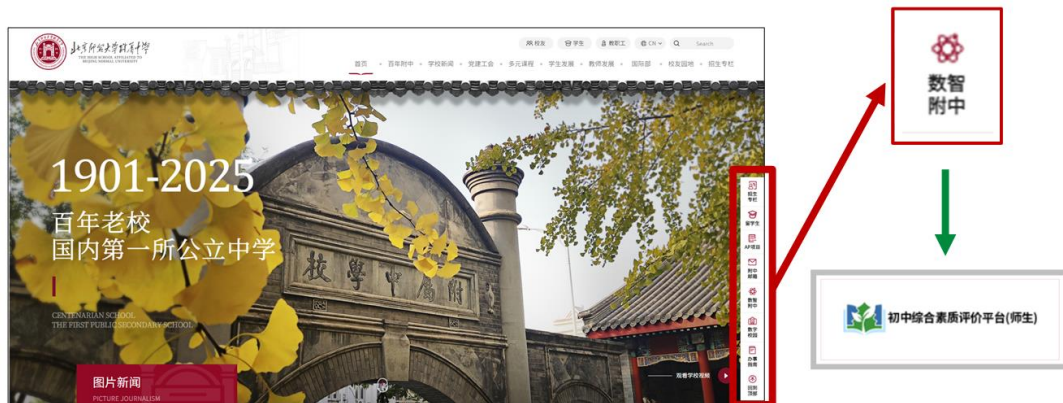 北京师范大学附属中学
THE HIGH SCHOOL AFFILIATED TO
BEIJING NORMAL UNIVERSITY
校友
学生
教职工
CN
Search
首页
百年附中
学校新闻
党建工会
多元课程
学生发展
教师发展
国际部
校友园地
招生专栏
1901-2025
百年老校
国内第一所公立中学
CENTENARIAN SCHOOL
THE FIRST PUBLIC SECONDARY SCHOOL
校學中屬附
图片新闻
PICTURE JOURNALISM
观看学校视频
招生
专栏
留学生
AP项目
附中
邮箱
数智
附中
数字
校园
办事
指南
回到
顶部
数智
附中
初中综合素质评价平台(师生)